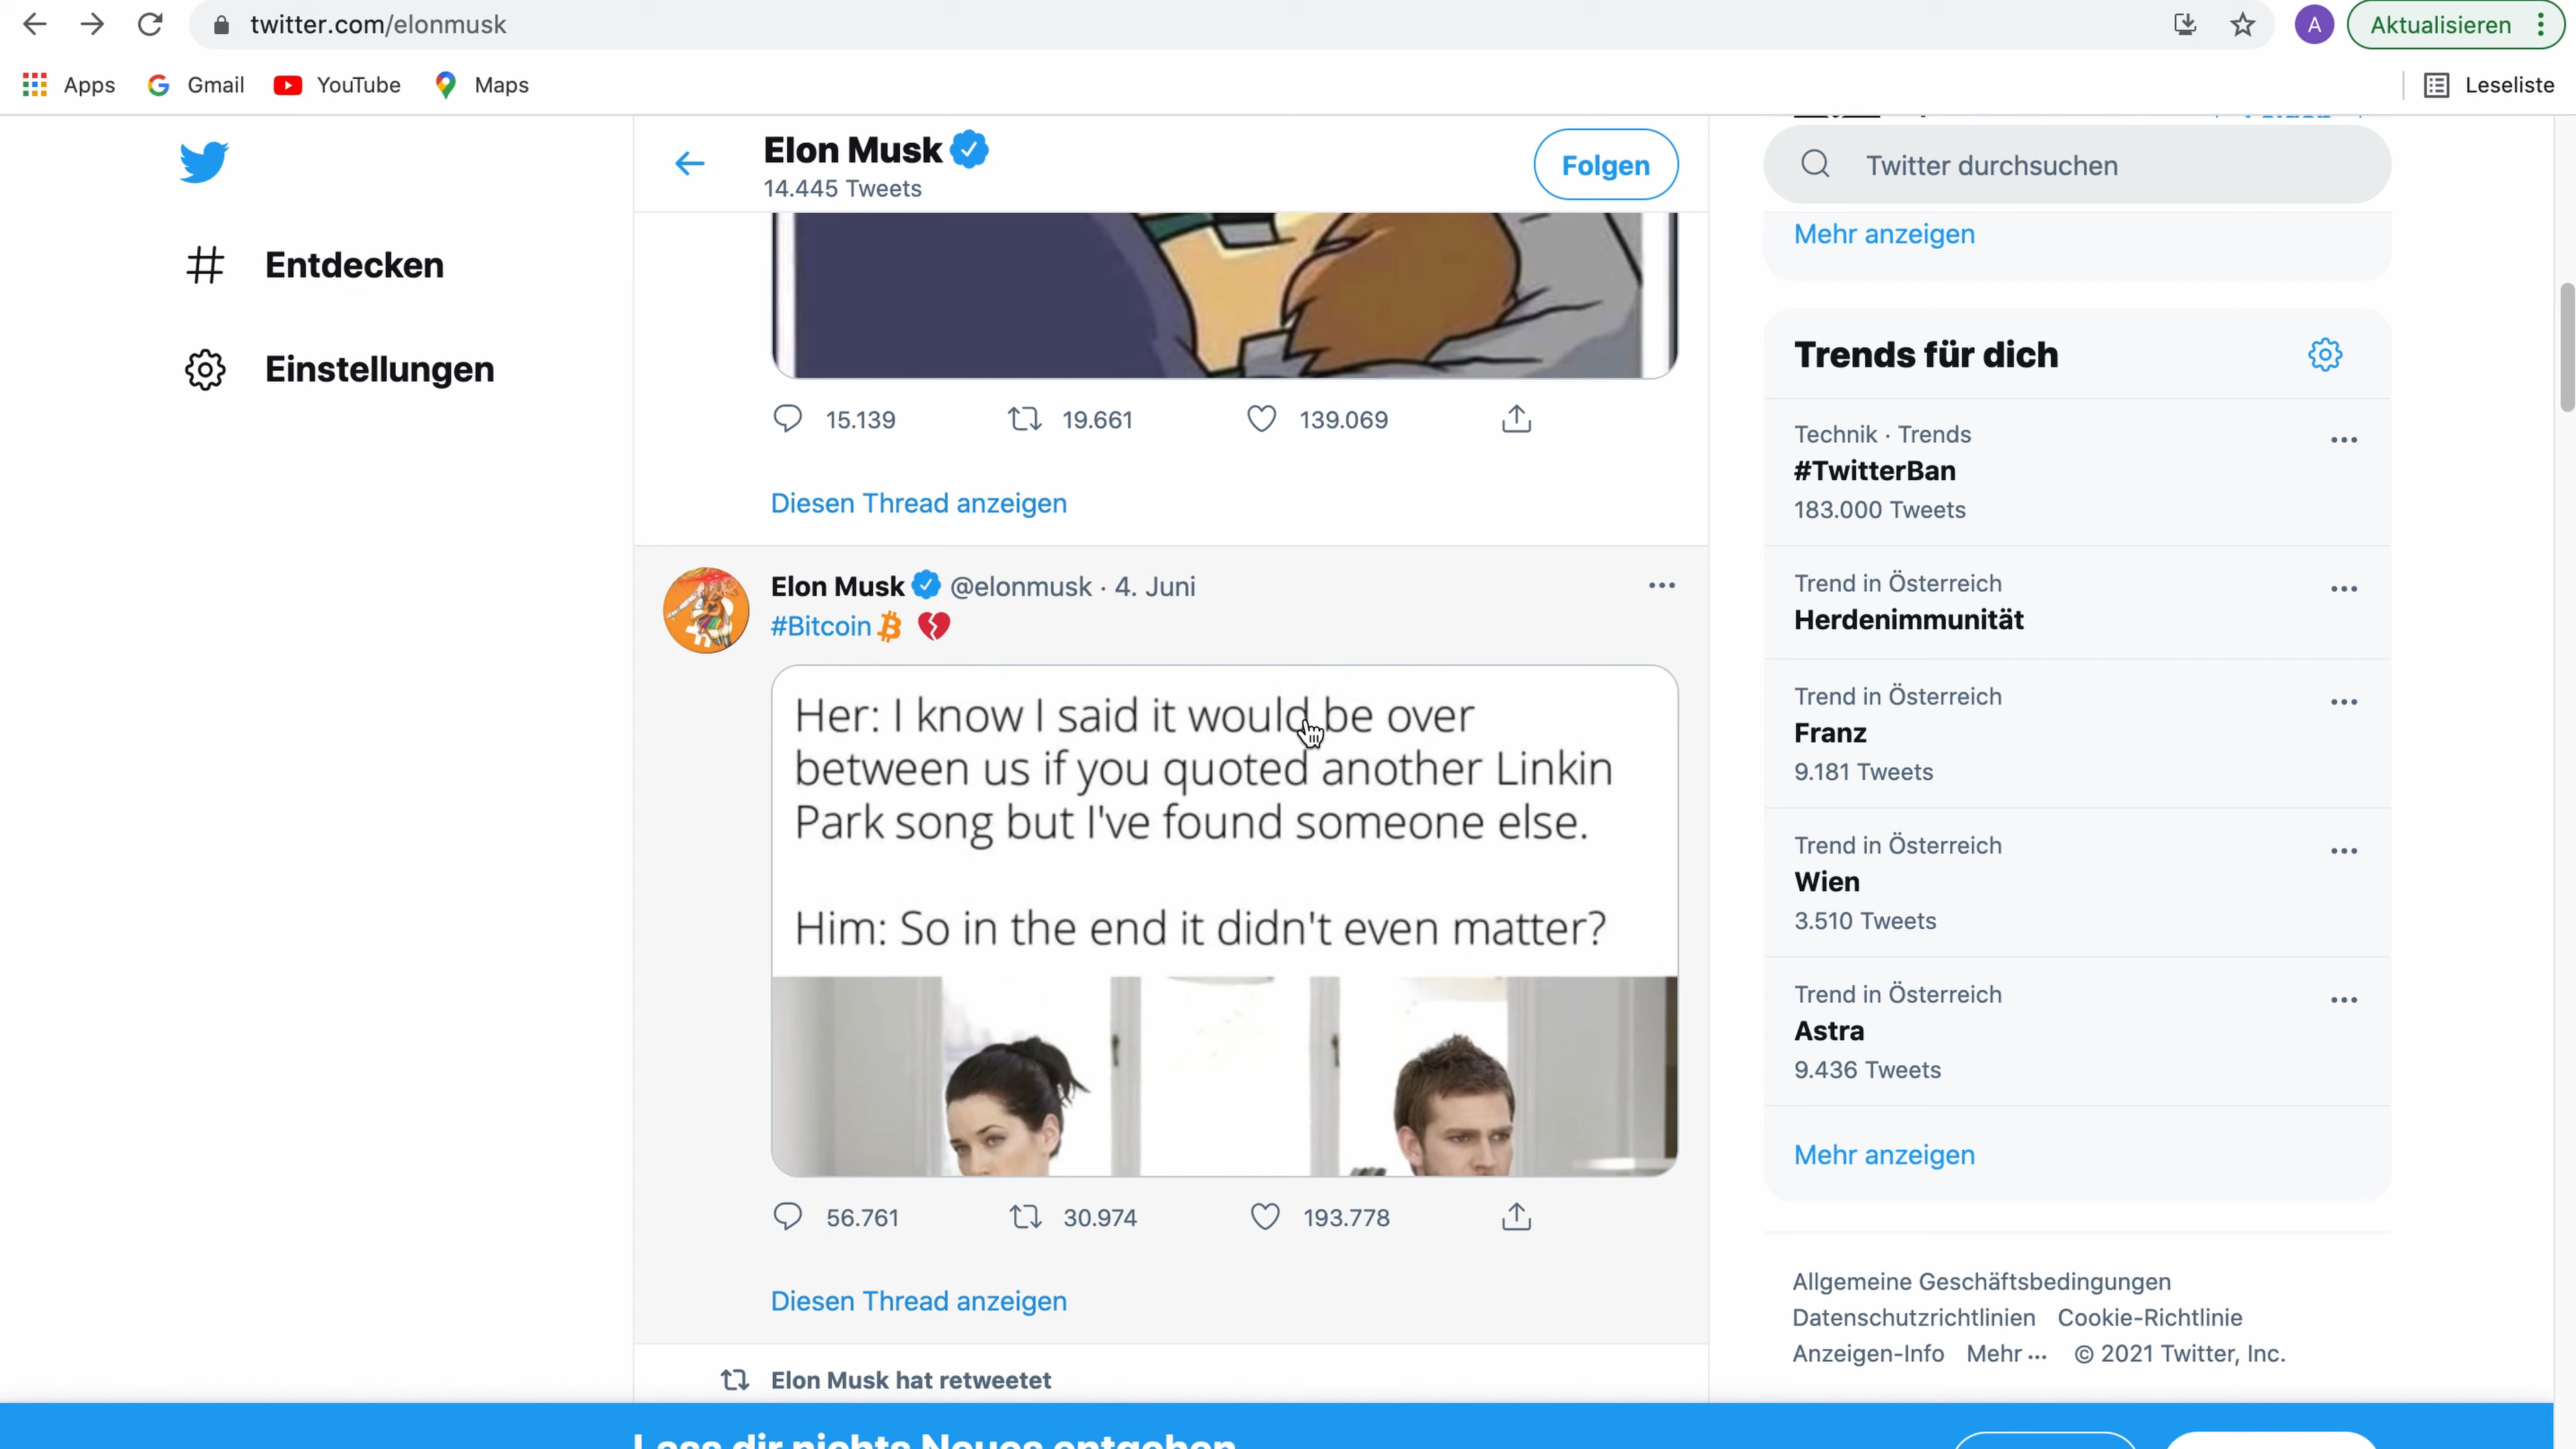 twitter.com/elonmusk
A
Aktualisieren
Apps
Gmail
YouTube
Maps
Leseliste
Entdecken
Einstellungen
Elon Musk
14.445 Tweets
Folgen
15.139
19.661
139.069
Diesen Thread anzeigen
Elon Musk @elonmusk · 4. Juni
#Bitcoin
Her: I know I said it would be over
between us if you quoted another Linkin
Park song but I've found someone else.
Him: So in the end it didn't even matter?
56.761
30.974
193.778
Diesen Thread anzeigen
Elon Musk hat retweetet
Twitter durchsuchen
Mehr anzeigen
Trends für dich
Technik · Trends
#TwitterBan
183.000 Tweets
Trend in Österreich
Herdenimmunität
Trend in Österreich
Franz
9.181 Tweets
Trend in Österreich
Wien
3.510 Tweets
Trend in Österreich
Astra
9.436 Tweets
Mehr anzeigen
Allgemeine Geschäftsbedingungen
Datenschutzrichtlinien Cookie-Richtlinie
Anzeigen-Info Mehr ··· © 2021 Twitter, Inc.
Lass dir nichts Neues entgehen